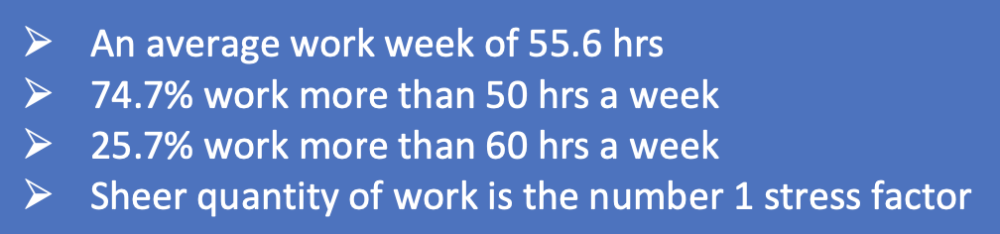 ➢ An average work week of 55.6 hrs
➢ 74.7% work more than 50 hrs a week
➢ 25.7% work more than 60 hrs a week
➢ Sheer quantity of work is the number 1 stress factor